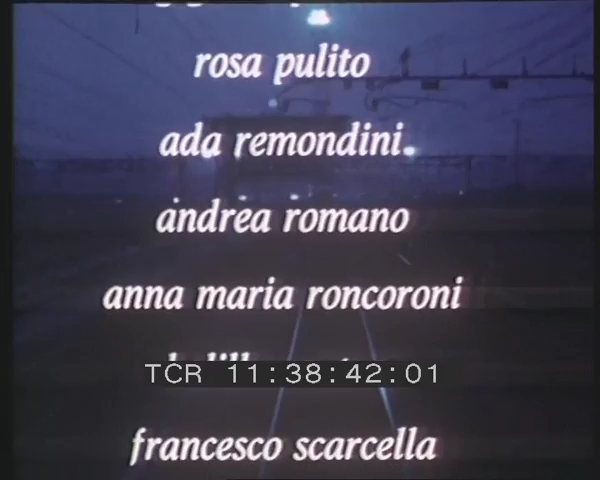 rosa pulito
ada remondini
andrea romano
anna maria roncoroni
TCR 11:38:42:01
francesco scarcella